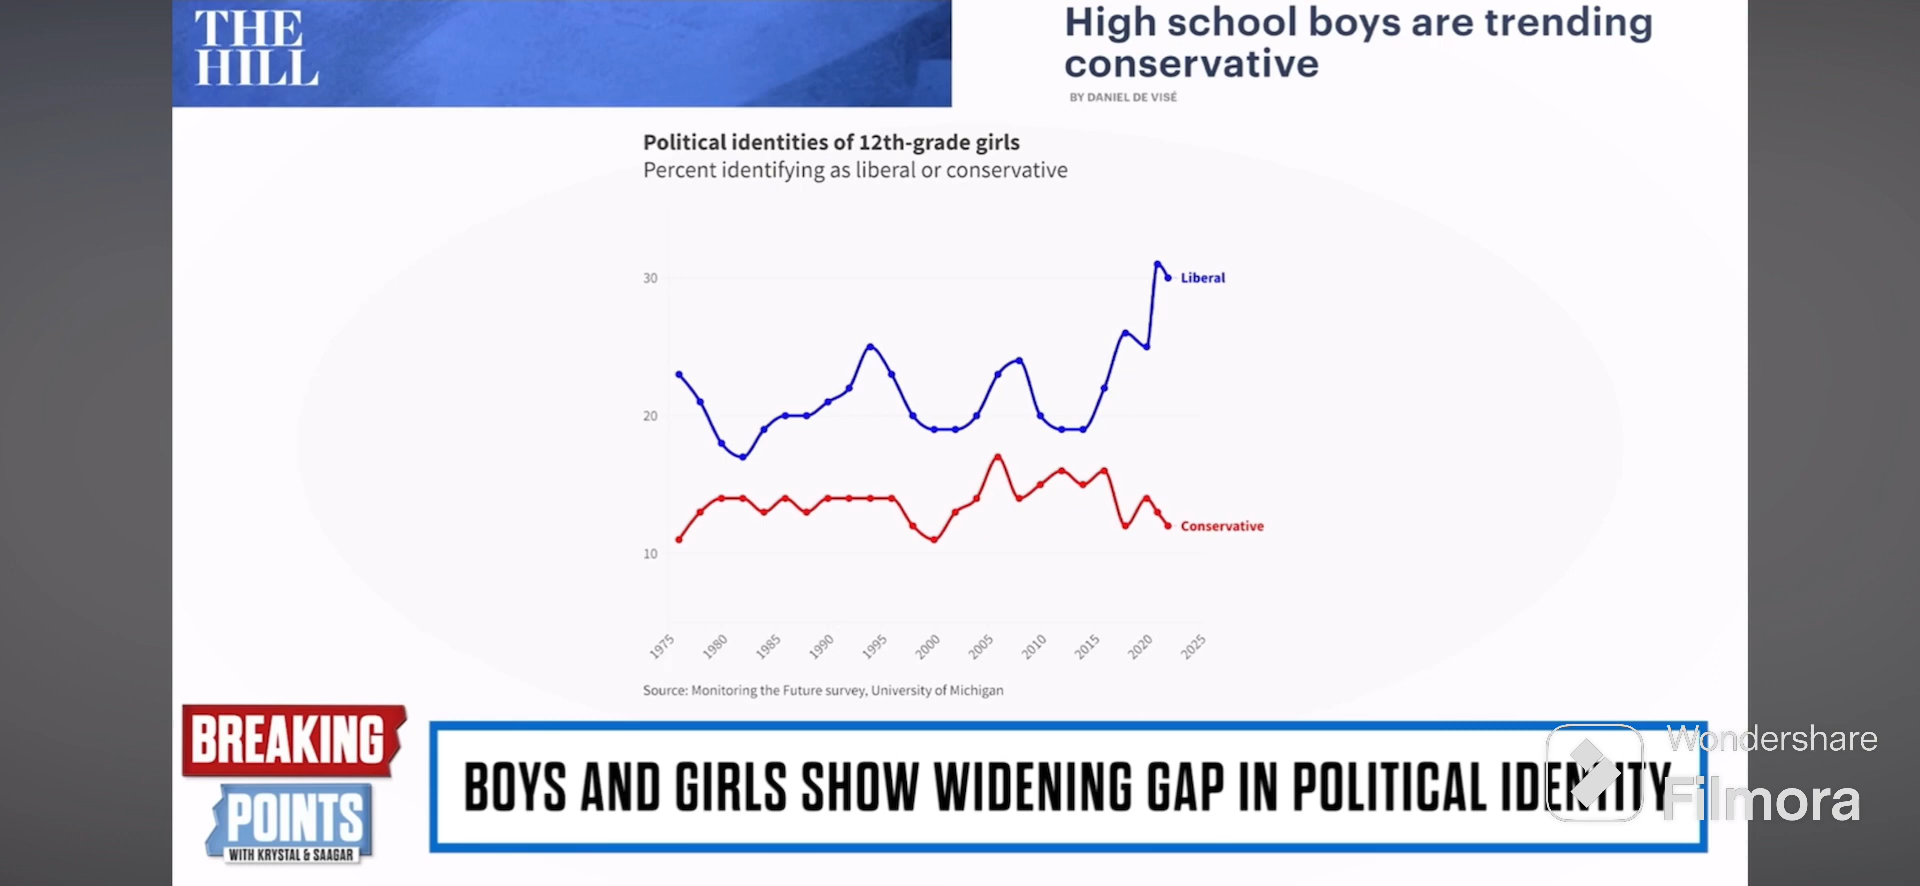 THE
HILL
High school boys are trending
conservative
BY DANIEL DE VISÉ
Political identities of 12th-grade girls
Percent identifying as liberal or conservative
30
Liberal
20
Conservative
10
1975
1980
1985
1990
1995
2000
2005
2010
2015
2020
2025
Source: Monitoring the Future survey, University of Michigan
BREAKING
POINTS
WITH KRYSTAL & SAAGAR
BOYS AND GIRLS SHOW WIDENING GAP IN POLITICAL IDENTITY
Wondershare
Filmora